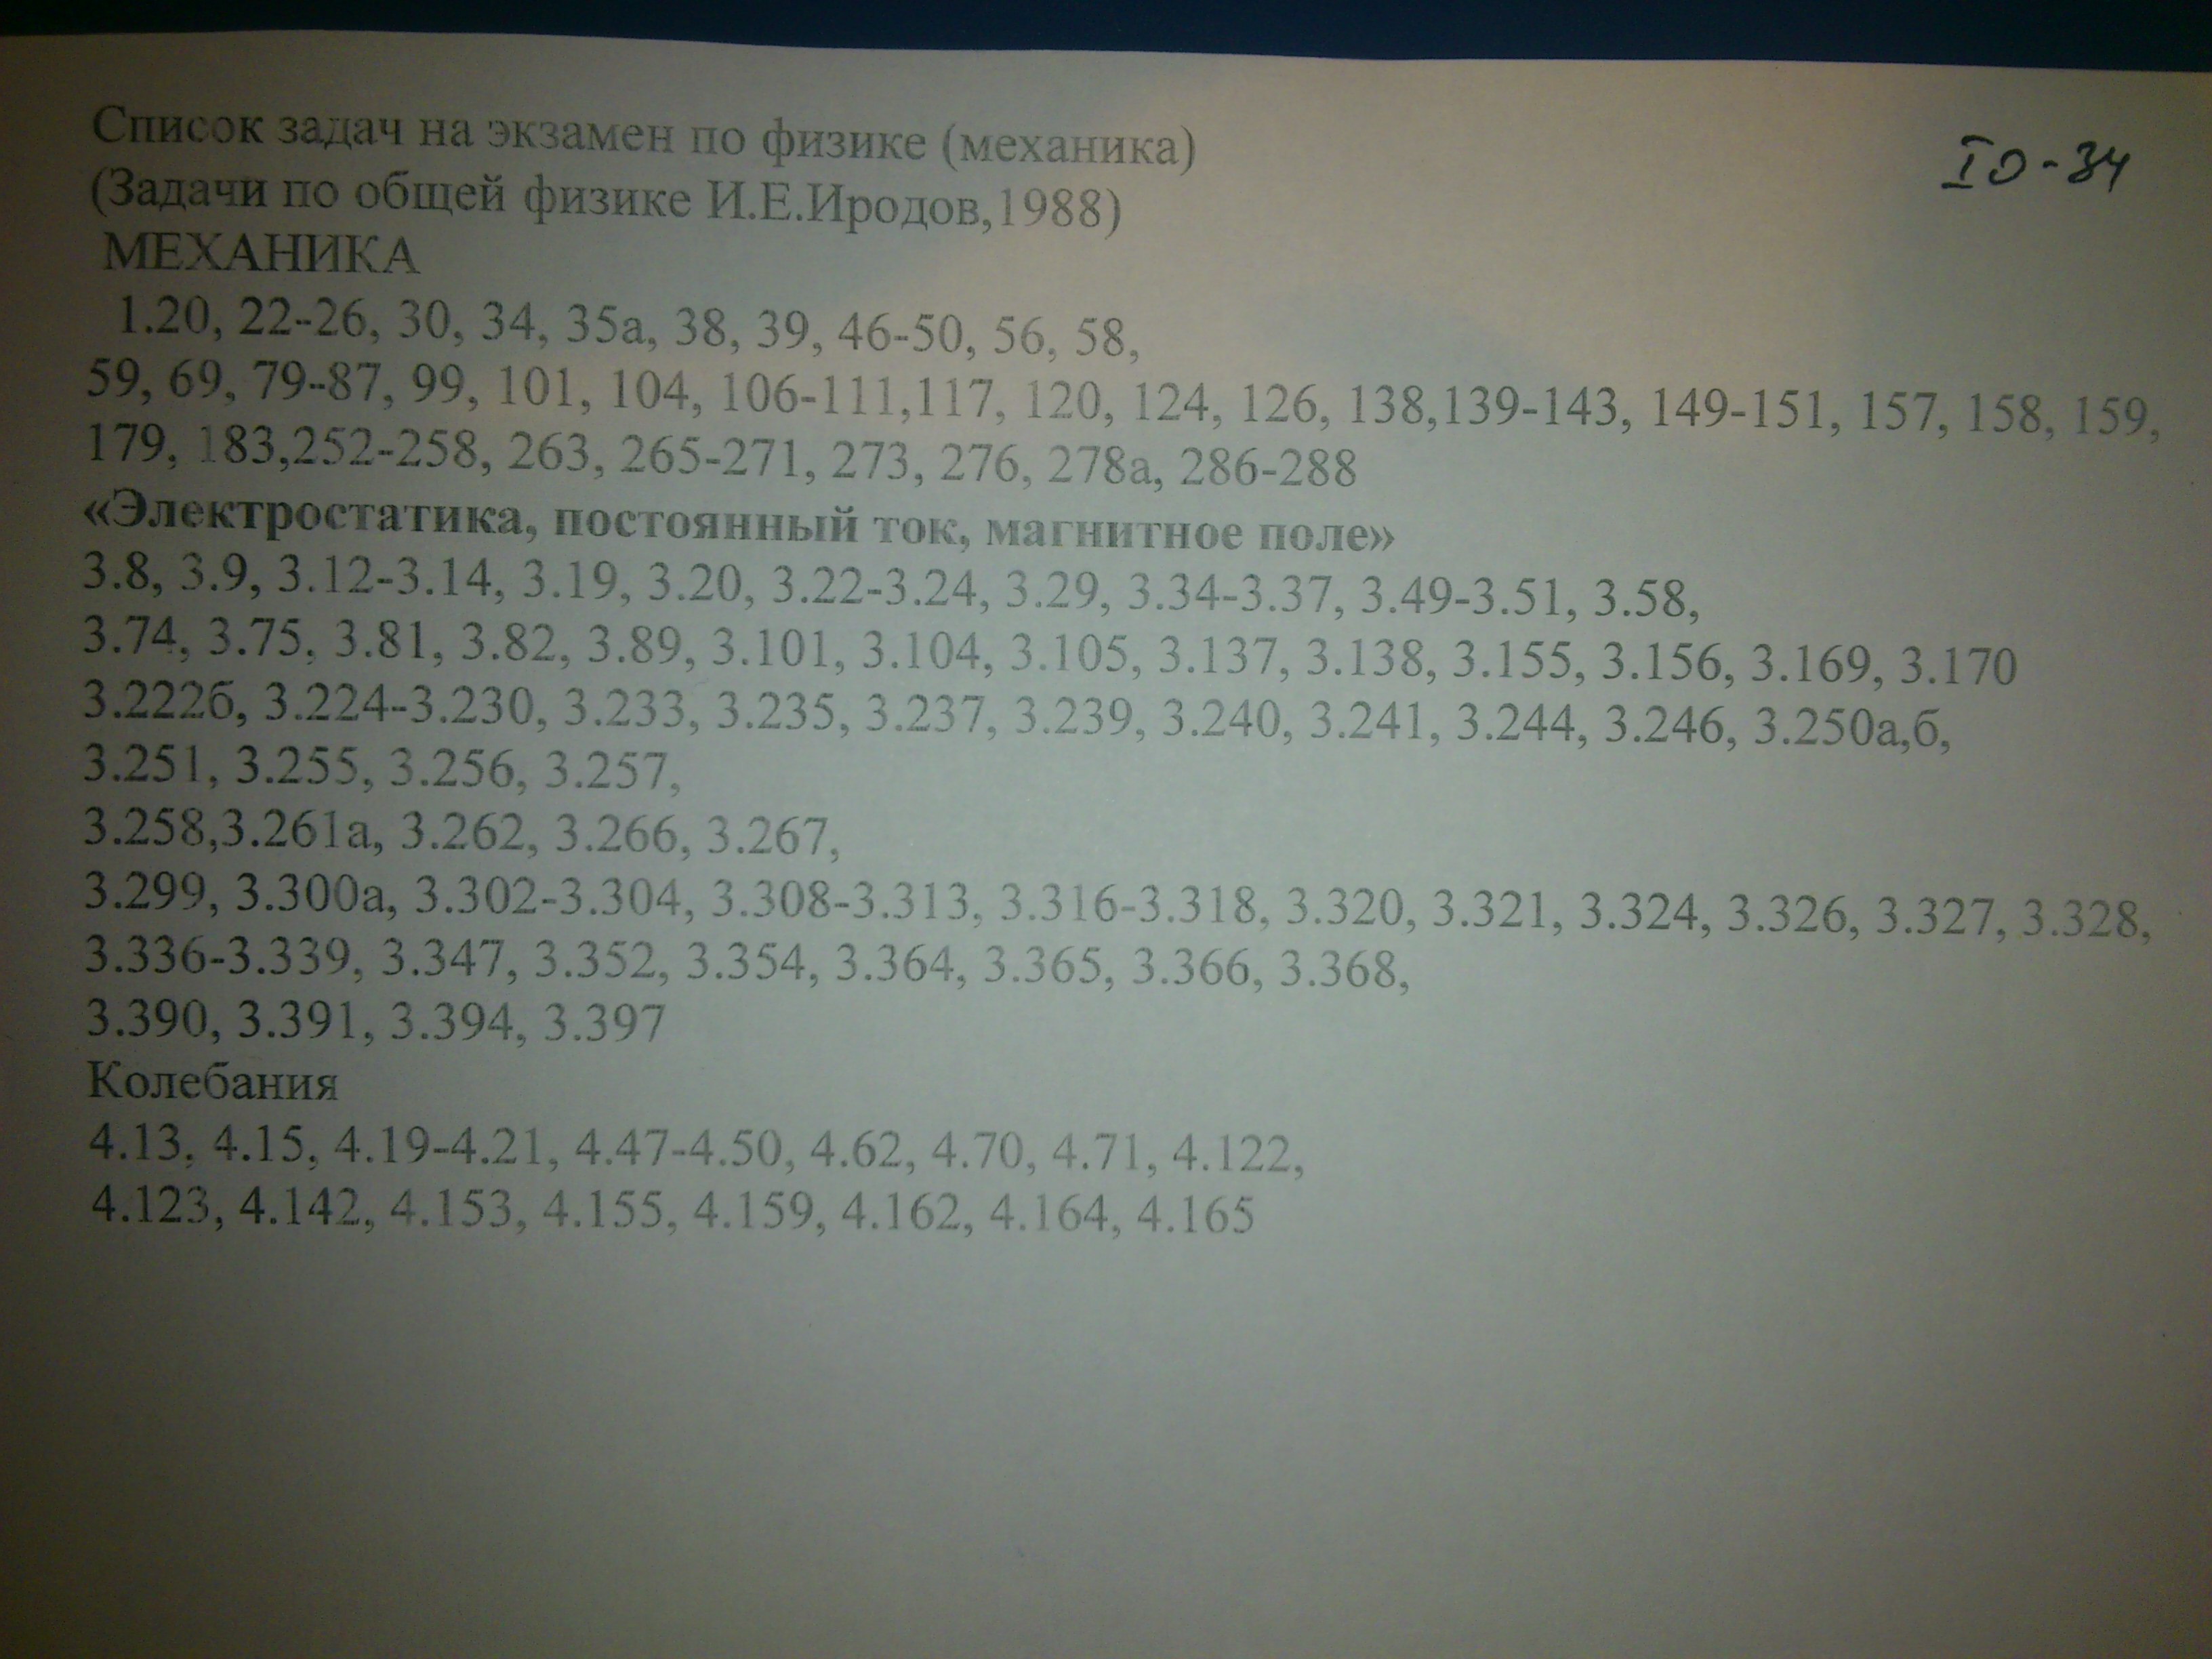 Список задач на экзамен по физике (механика)
IO-34
(Задачи по общей физике И.Е.Иродов,1988)
МЕХАНИКА
1.20, 22-26, 30, 34, 35а, 38, 39, 46-50, 56, 58,
59, 69, 79-87, 99, 101, 104, 106-111,117, 120, 124, 126, 138,139-143, 149-151, 157, 158, 159,
179, 183,252-258, 263, 265-271, 273, 276, 278а, 286-288
«Электростатика, постоянный ток, магнитное поле»
3.8, 3.9, 3.12-3.14, 3.19, 3.20, 3.22-3.24, 3.29, 3.34-3.37, 3.49-3.51, 3.58,
3.74, 3.75, 3.81, 3.82, 3.89, 3.101, 3.104, 3.105, 3.137, 3.138, 3.155, 3.156, 3.169, 3.170
3.222б, 3.224-3.230, 3.233, 3.235, 3.237, 3.239, 3.240, 3.241, 3.244, 3.246, 3.250а,б,
3.251, 3.255, 3.256, 3.257,
3.258,3.261а, 3.262, 3.266, 3.267,
3.299, 3.300а, 3.302-3.304, 3.308-3.313, 3.316-3.318, 3.320, 3.321, 3.324, 3.326, 3.327, 3.328,
3.336-3.339, 3.347, 3.352, 3.354, 3.364, 3.365, 3.366, 3.368,
3.390, 3.391, 3.394, 3.397
Колебания
4.13, 4.15, 4.19-4.21, 4.47-4.50, 4.62, 4.70, 4.71, 4.122,
4.123, 4.142, 4.153, 4.155, 4.159, 4.162, 4.164, 4.165